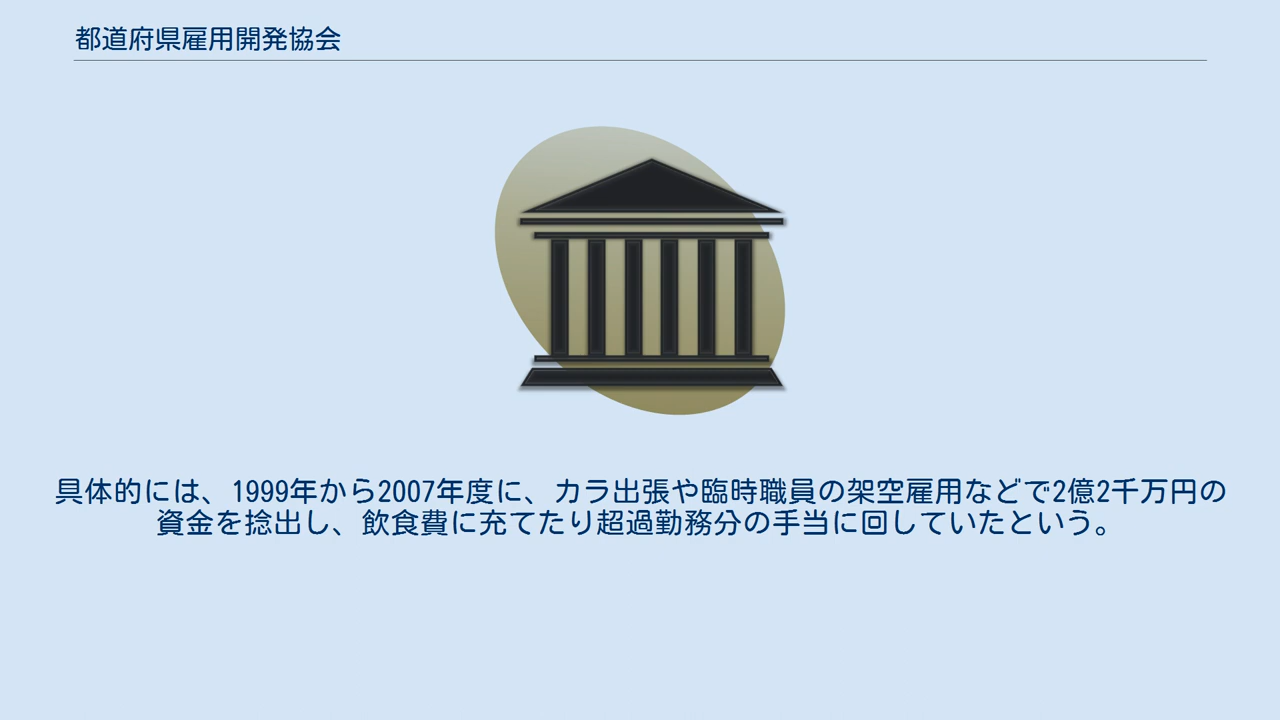 都道府県雇用開発協会
具体的には、1999年から2007年度に、カラ出張や臨時職員の架空雇用などで2億2千万円の
資金を捻出し、飲食費に充てたり超過勤務分の手当に回していたという。